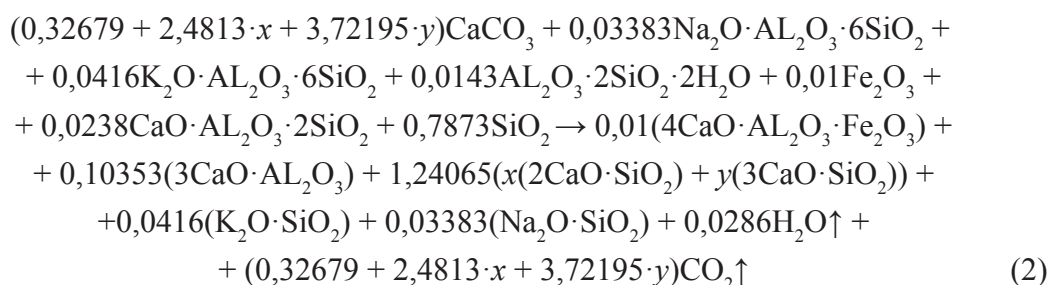 (0,32679 + 2,4813·x + 3,72195·y)CaCO₃ + 0,03383Na₂O·AL₂O₃·6SiO₂ +
+ 0,0416K₂O·AL₂O₃·6SiO₂ + 0,0143AL₂O₃·2SiO₂·2H₂O + 0,01Fe₂O₃ +
+ 0,0238CaO·AL₂O₃·2SiO₂ + 0,7873SiO₂ → 0,01(4CaO·AL₂O₃·Fe₂O₃) +
+ 0,10353(3CaO·AL₂O₃) + 1,24065(x(2CaO·SiO₂) + y(3CaO·SiO₂)) +
+0,0416(K₂O·SiO₂) + 0,03383(Na₂O·SiO₂) + 0,0286H₂O↑ +
+ (0,32679 + 2,4813·x + 3,72195·y)CO₂↑ (2)